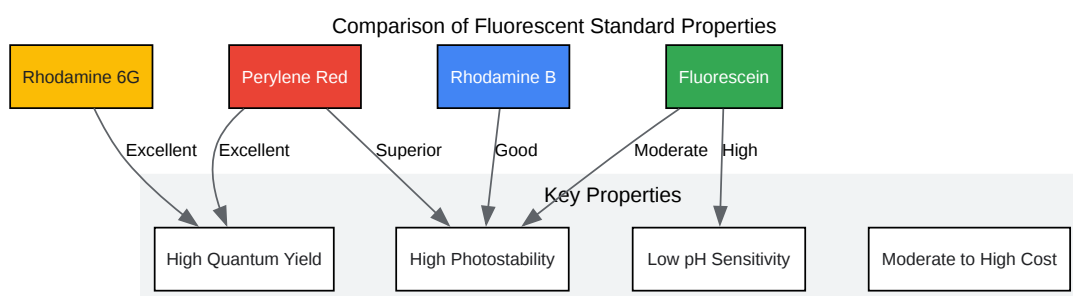 Comparison of Fluorescent Standard Properties
Rhodamine 6G
Perylene Red
Rhodamine B
Fluorescein
Excellent
Excellent
Superior
Good
Moderate
High
Key Properties
High Quantum Yield
High Photostability
Low pH Sensitivity
Moderate to High Cost